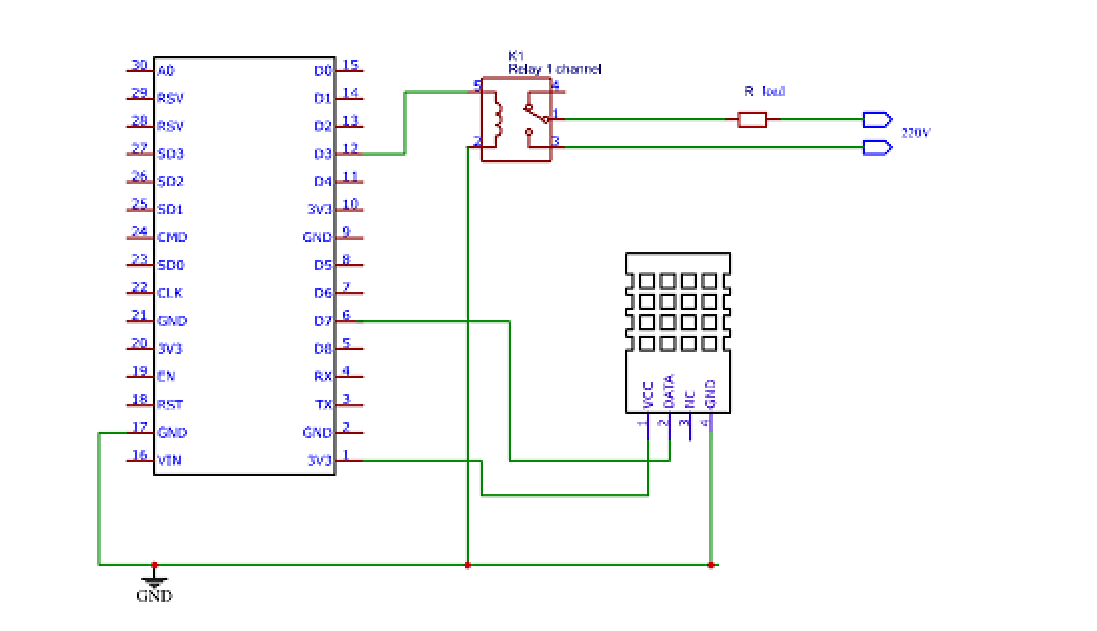 K1
Relay 1 channel
30 A0 D0 15
29 RSV D1 14
28 RSV D2 13
27 SD3 D3 12
26 SD2 D4 11
25 SD1 3V3 10
24 CMD GND 9
23 SD0 D5 8
22 CLK D6 7
21 GND D7 6
20 3V3 D8 5
19 EN RX 4
18 RST TX 3
17 GND GND 2
16 VIN 3V3 1
5 4
1
2 3
R load
220V
VCC DATA NC GND
1 2 3 4
GND